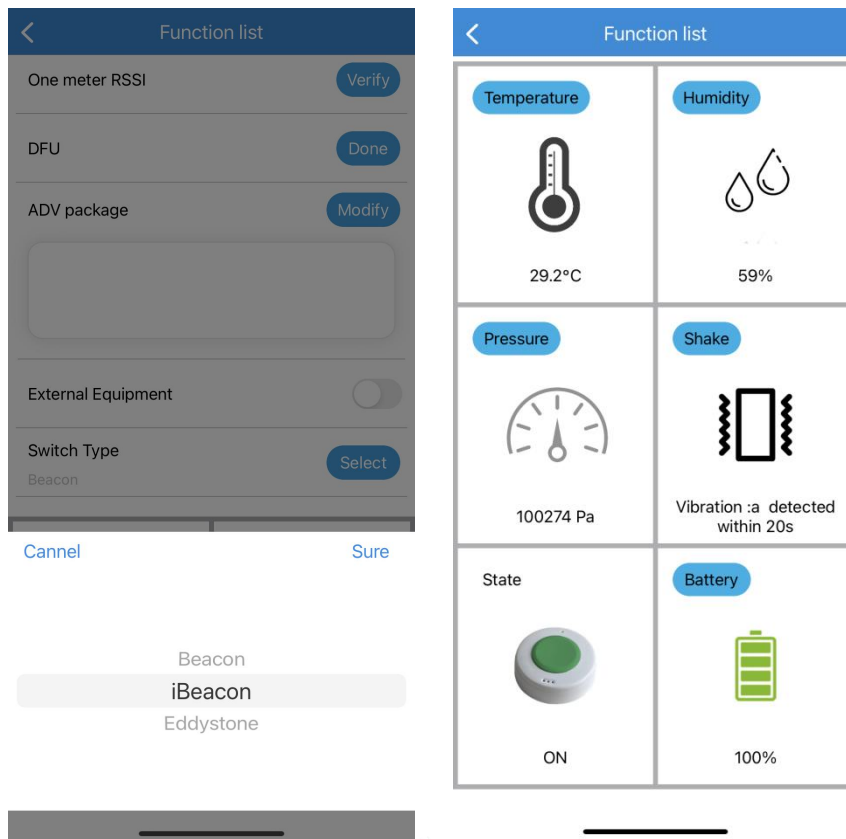 Function list
One meter RSSI
Verify
DFU
Done
ADV package
Modify
External Equipment
Switch Type
Beacon
Select
Cannel
Sure
Beacon
iBeacon
Eddystone
Function list
Temperature
29.2°C
Humidity
59%
Pressure
100274 Pa
Shake
Vibration :a detected
within 20s
State
ON
Battery
100%